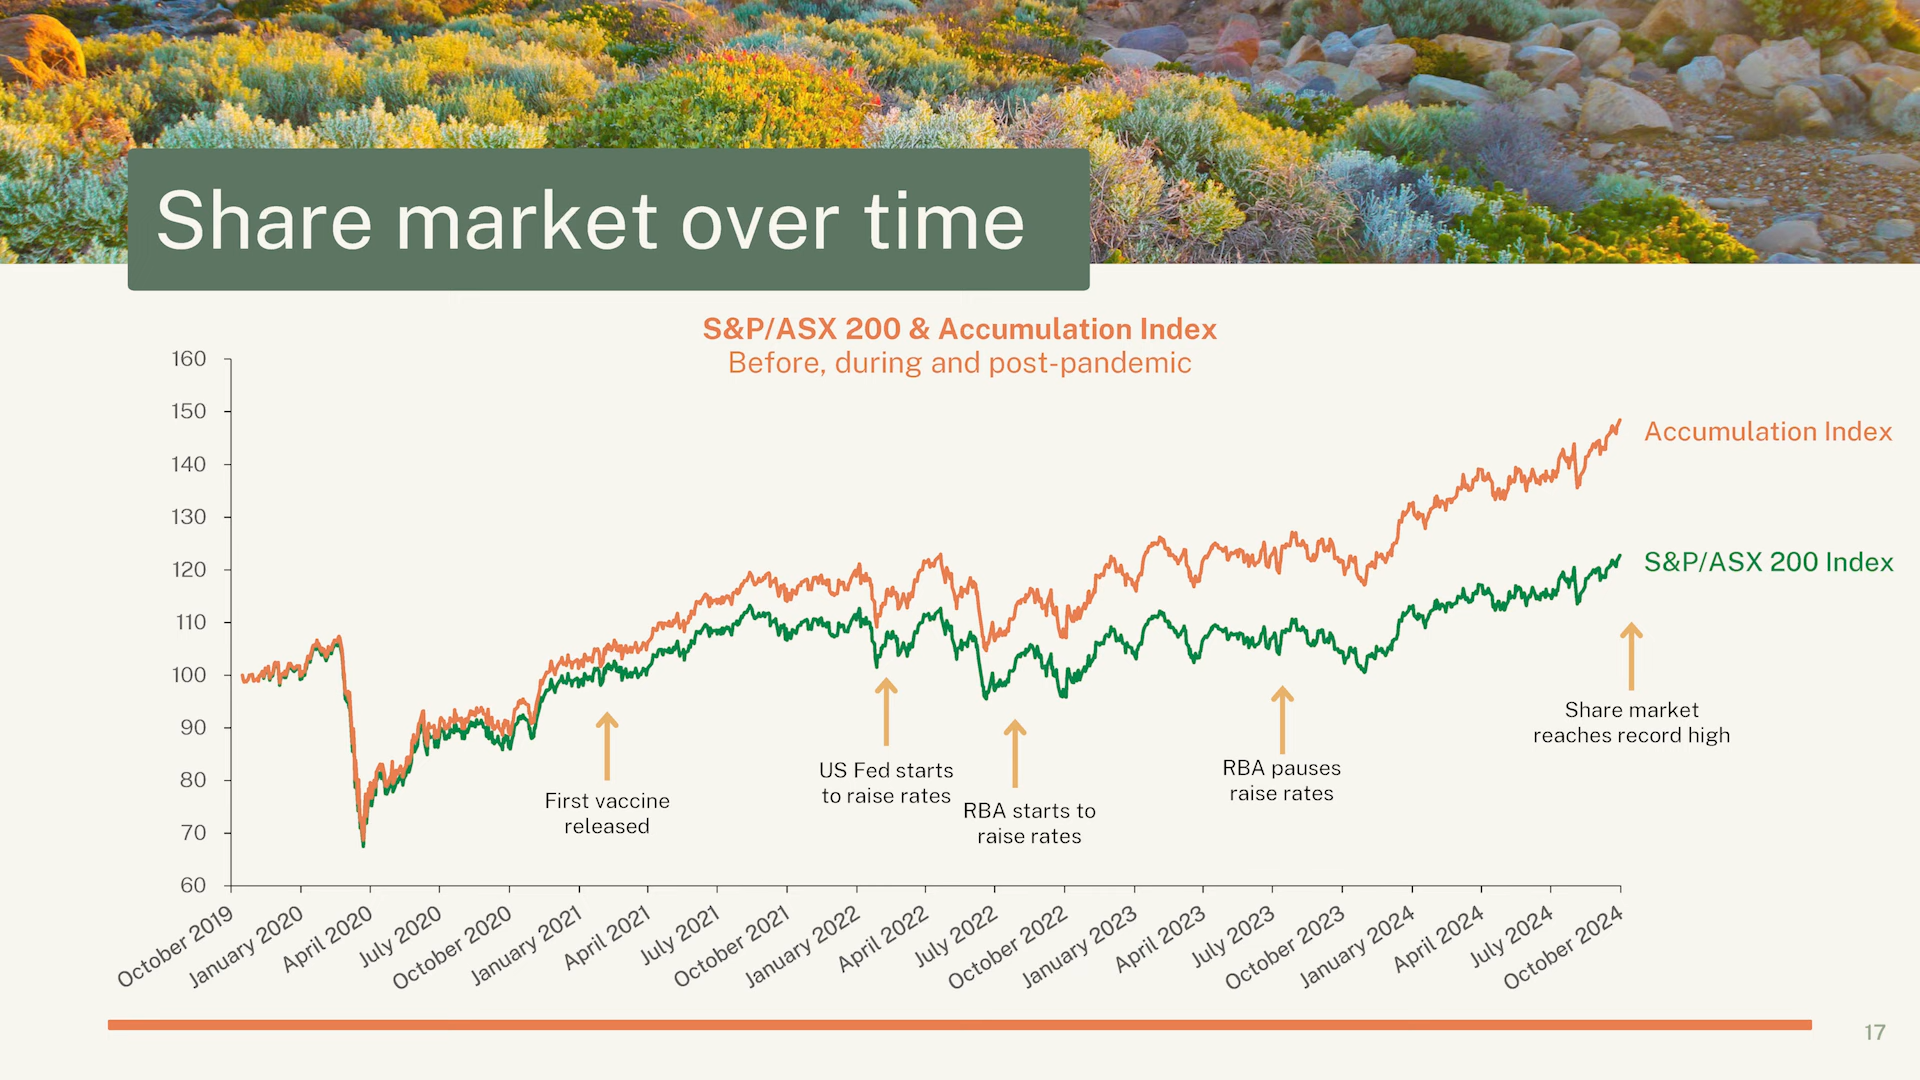 Share market over time
S&P/ASX 200 & Accumulation Index
Before, during and post-pandemic
160
150
140
130
120
110
100
90
80
70
60
Accumulation Index
S&P/ASX 200 Index
First vaccine
released
US Fed starts
to raise rates
RBA starts to
raise rates
RBA pauses
raise rates
Share market
reaches record high
October 2019
January 2020
April 2020
July 2020
October 2020
January 2021
April 2021
July 2021
October 2021
January 2022
April 2022
July 2022
October 2022
January 2023
April 2023
July 2023
October 2023
January 2024
April 2024
July 2024
October 2024
17